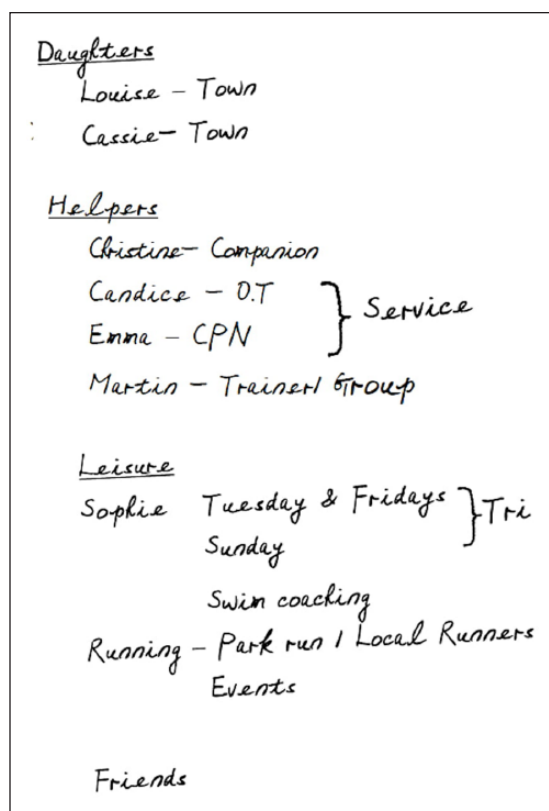 Daughters
Louise - Town
Cassie- Town
Helpers
Christine- Companion
Candice - O.T
Emma - CPN
} Service
Martin - Trainer/ Group
Leisure
Sophie Tuesday & Fridays
Sunday
} Tri
Swim coaching
Running - Park run / Local Runners
Events
Friends